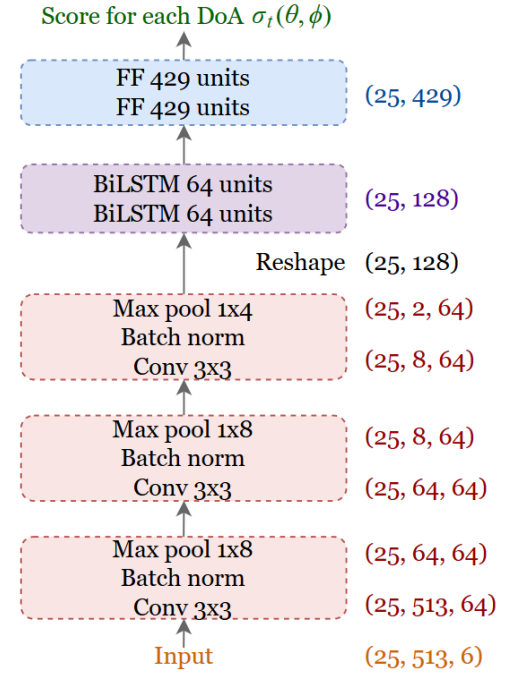 Score for each DoA σₜ(θ, ϕ)
FF 429 units
FF 429 units
(25, 429)
BiLSTM 64 units
BiLSTM 64 units
(25, 128)
Reshape (25, 128)
Max pool 1x4 (25, 2, 64)
Batch norm
Conv 3x3 (25, 8, 64)
Max pool 1x8 (25, 8, 64)
Batch norm
Conv 3x3 (25, 64, 64)
Max pool 1x8 (25, 64, 64)
Batch norm
Conv 3x3 (25, 513, 64)
Input (25, 513, 6)